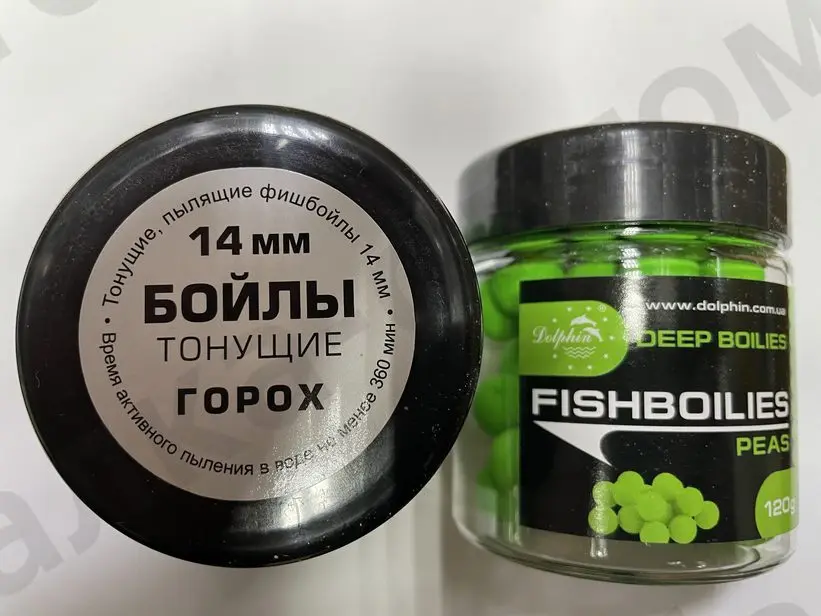 • Тонущие, пылящие фишбойлы 14 мм •
14 мм
БОЙЛЫ
ТОНУЩИЕ
ГОРОХ
Время активного пыления в воде не менее 360 мин
www.dolphin.com.ua
Dolphin ®
DEEP BOILIES
FISHBOILIES
PEAS
120g